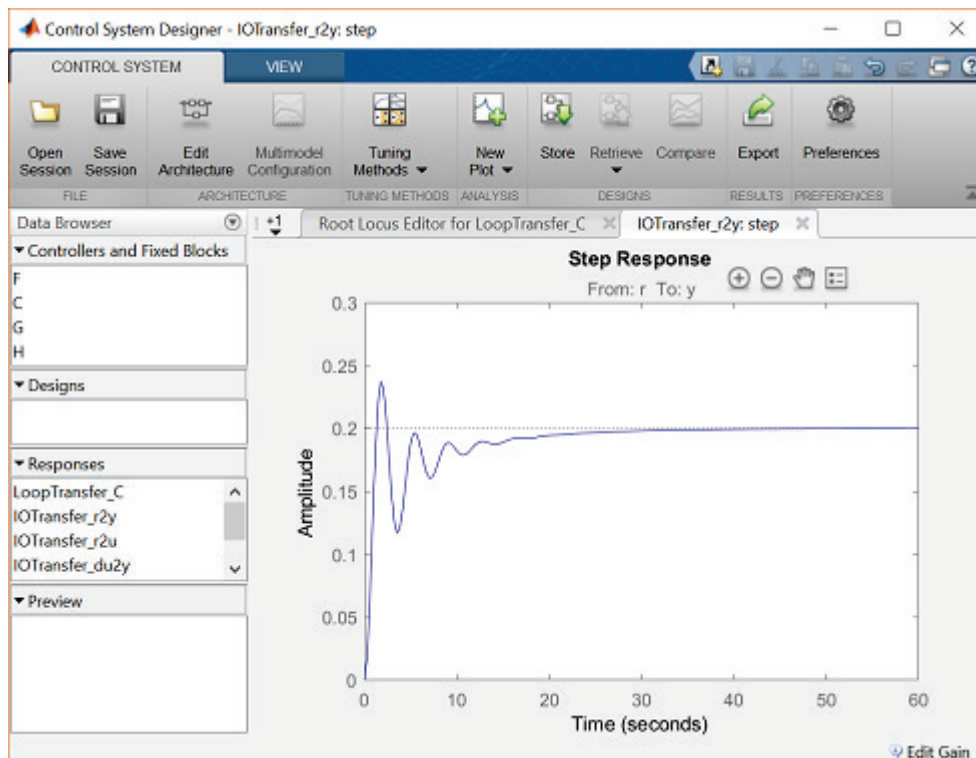 Control System Designer - IOTransfer_r2y: step
CONTROL SYSTEM
VIEW
Open Session
Save Session
Edit Architecture
Multimodel Configuration
Tuning Methods
New Plot
Store
Retrieve
Compare
Export
Preferences
FILE
ARCHITECTURE
TUNING METHODS
ANALYSIS
DESIGNS
RESULTS
PREFERENCES
Data Browser
Controllers and Fixed Blocks
F
C
G
H
Designs
Responses
LoopTransfer_C
IOTransfer_r2y
IOTransfer_r2u
IOTransfer_du2y
Preview
+1
Root Locus Editor for LoopTransfer_C
IOTransfer_r2y: step
Step Response
From: r To: y
0.3
0.25
0.2
0.15
0.1
0.05
0
Amplitude
0
10
20
30
40
50
60
Time (seconds)
Edit Gain